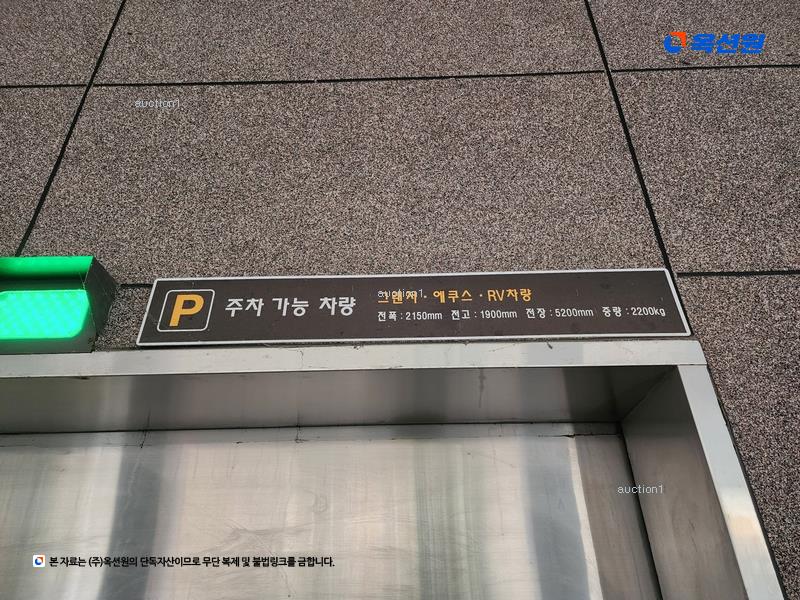 옥션원
auction1
P 주차 가능 차량
그랜저 · 에쿠스 · RV차량
auction1
전폭 : 2150mm 전고 : 1900mm 전장 : 5200mm 중량 : 2200kg
auction1
본 자료는 (주)옥션원의 단독자산이므로 무단 복제 및 불법링크를 금합니다.